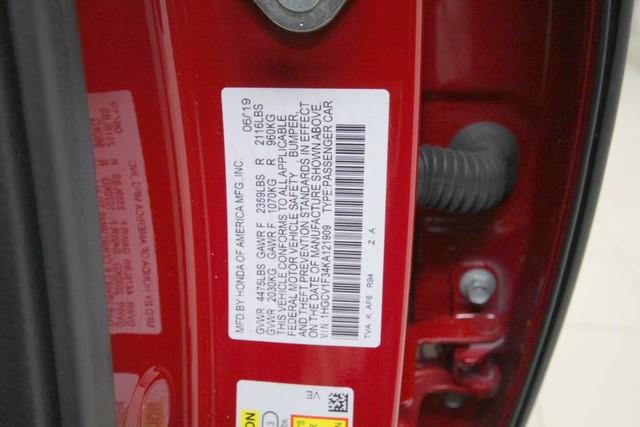 MFD. BY HONDA OF AMERICA MFG., INC. 06/19
GVWR 4475LBS GAWR F 2359LBS R 2116LBS
GVWR 2030KG GAWR F 1070KG R 960KG
THIS VEHICLE CONFORMS TO ALL APPLICABLE
FEDERAL MOTOR VEHICLE SAFETY, BUMPER,
AND THEFT PREVENTION STANDARDS IN EFFECT
ON THE DATE OF MANUFACTURE SHOWN ABOVE.
V.I.N. 1HGCV1F34KA121909 TYPE:PASSENGER CAR
TVA K AF6 R94 Z A
VE